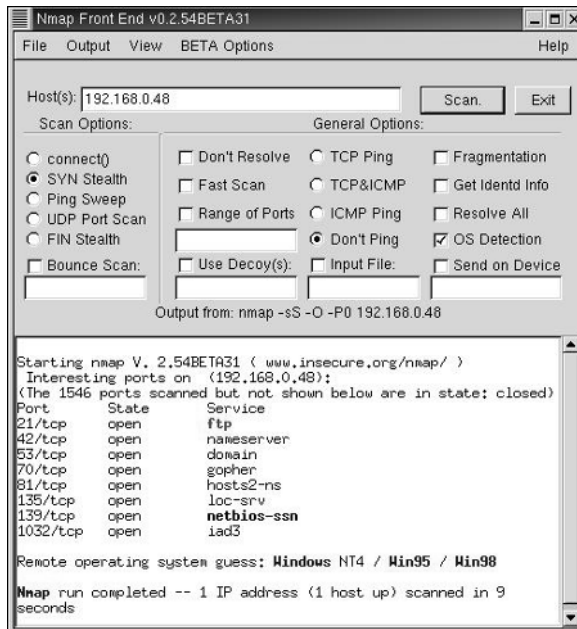 Nmap Front End v0.2.54BETA31
File Output View BETA Options Help
Host(s): 192.168.0.48 Scan. Exit
Scan Options: General Options:
connect() Don't Resolve TCP Ping Fragmentation
SYN Stealth Fast Scan TCP&ICMP Get Identd Info
Ping Sweep Range of Ports ICMP Ping Resolve All
UDP Port Scan Don't Ping OS Detection
FIN Stealth
Bounce Scan: Use Decoy(s): Input File: Send on Device
Output from: nmap -sS -O -P0 192.168.0.48
Starting nmap V. 2.54BETA31 ( www.insecure.org/nmap/ )
Interesting ports on (192.168.0.48):
(The 1546 ports scanned but not shown below are in state: closed)
Port State Service
21/tcp open ftp
42/tcp open nameserver
53/tcp open domain
70/tcp open gopher
81/tcp open hosts2-ns
135/tcp open loc-srv
139/tcp open netbios-ssn
1032/tcp open iad3
Remote operating system guess: Windows NT4 / Win95 / Win98
Nmap run completed -- 1 IP address (1 host up) scanned in 9
seconds